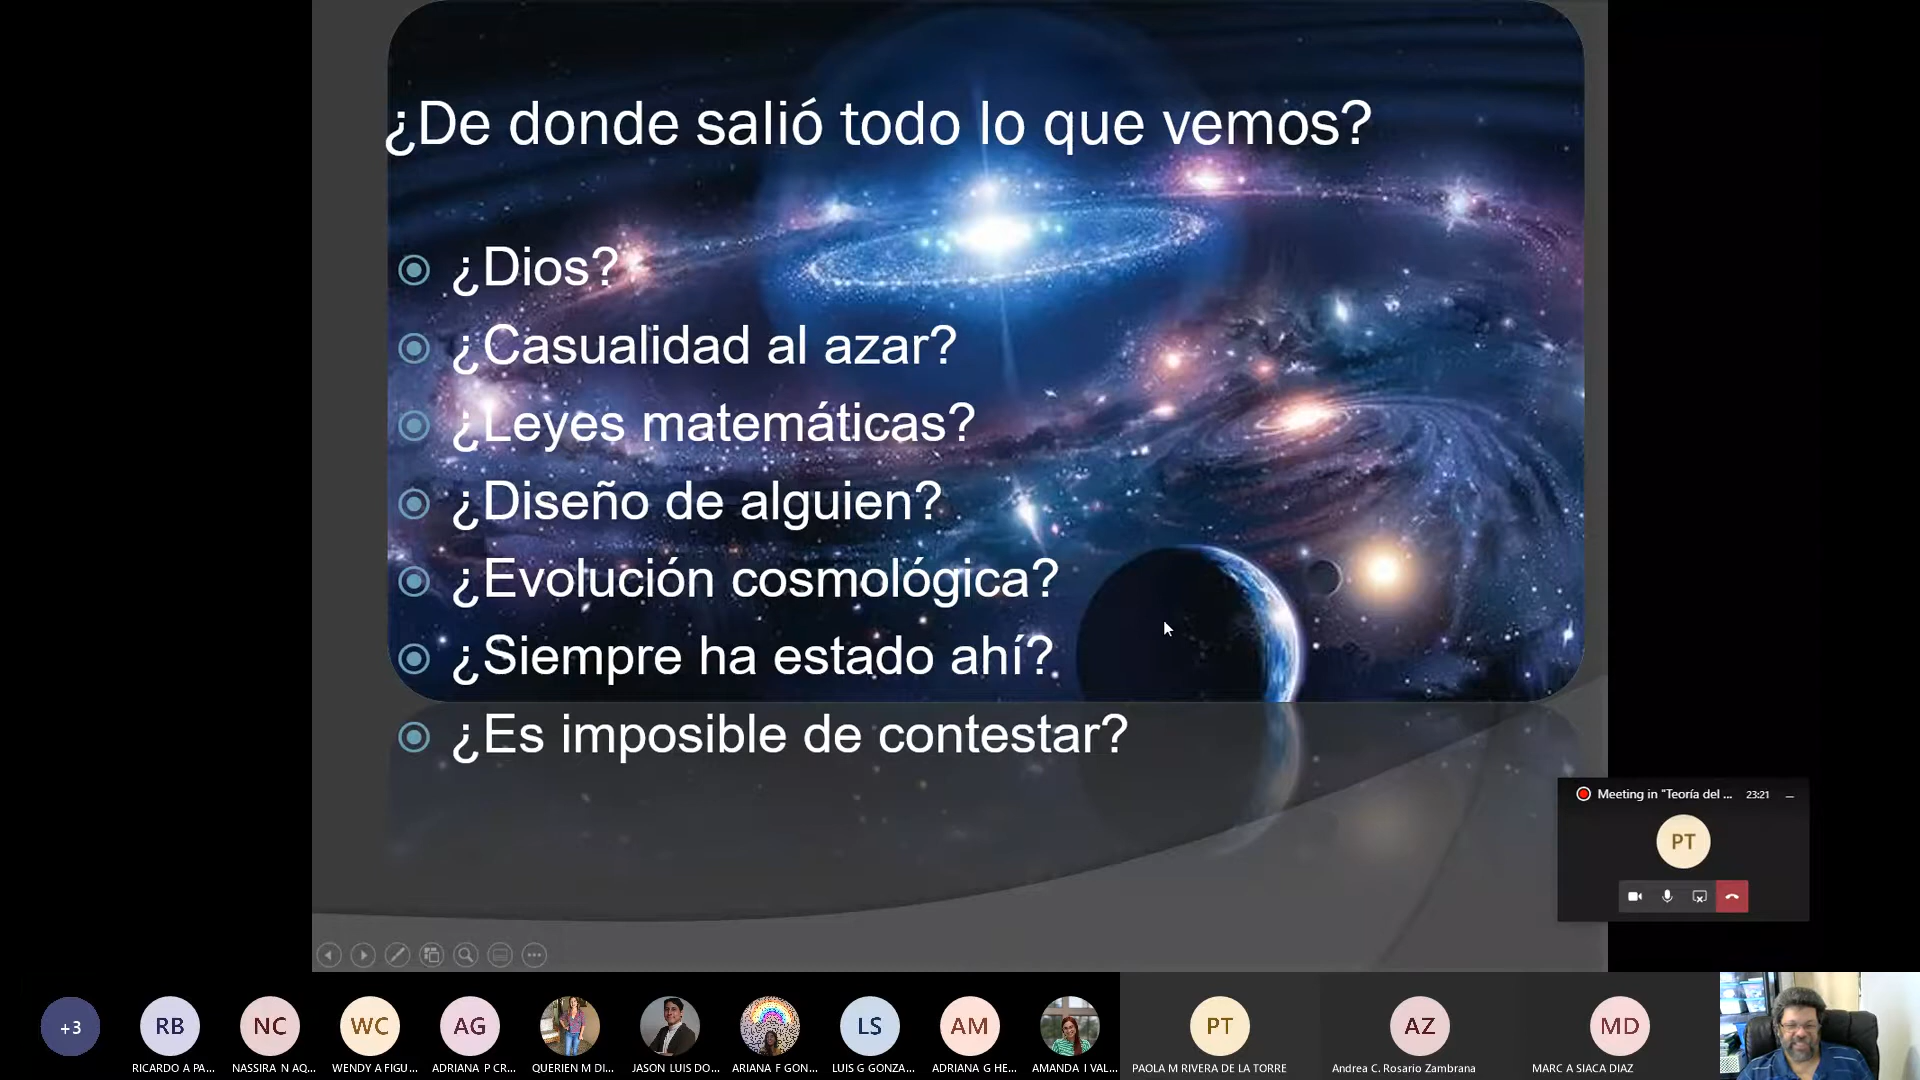 ¿De donde salió todo lo que vemos?
¿Dios?
¿Casualidad al azar?
¿Leyes matemáticas?
¿Diseño de alguien?
¿Evolución cosmológica?
¿Siempre ha estado ahí?
¿Es imposible de contestar?
Meeting in "Teoría del ... 23:21
PT
+3
RB
NC
WC
AG
LS
AM
PT
AZ
MD
RICARDO A PA...
NASSIRA N AQ...
WENDY A FIGU...
ADRIANA P CR...
QUERIEN M DI...
JASON LUIS DO...
ARIANA F GON...
LUIS G GONZA...
ADRIANA G HE...
AMANDA I VAL...
PAOLA M RIVERA DE LA TORRE
Andrea C. Rosario Zambrana
MARC A SIACA DIAZ